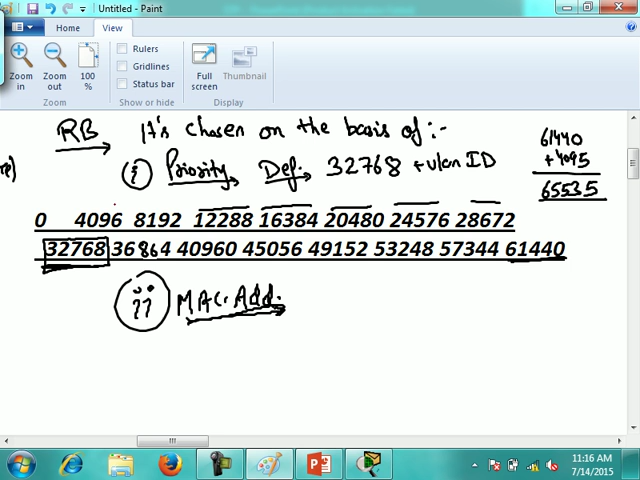 Untitled - Paint
Home View
Zoom in
Zoom out
100 %
Rulers
Gridlines
Status bar
Full screen
Thumbnail
Zoom
Show or hide
Display
RB It's chosen on the basis of :-
(i) Priority Def. 32768 + vlan ID
61440
+4095
65535
0 4096 8192 12288 16384 20480 24576 28672
32768 36864 40960 45056 49152 53248 57344 61440
ii MAC. Add.
11:16 AM
7/14/2015